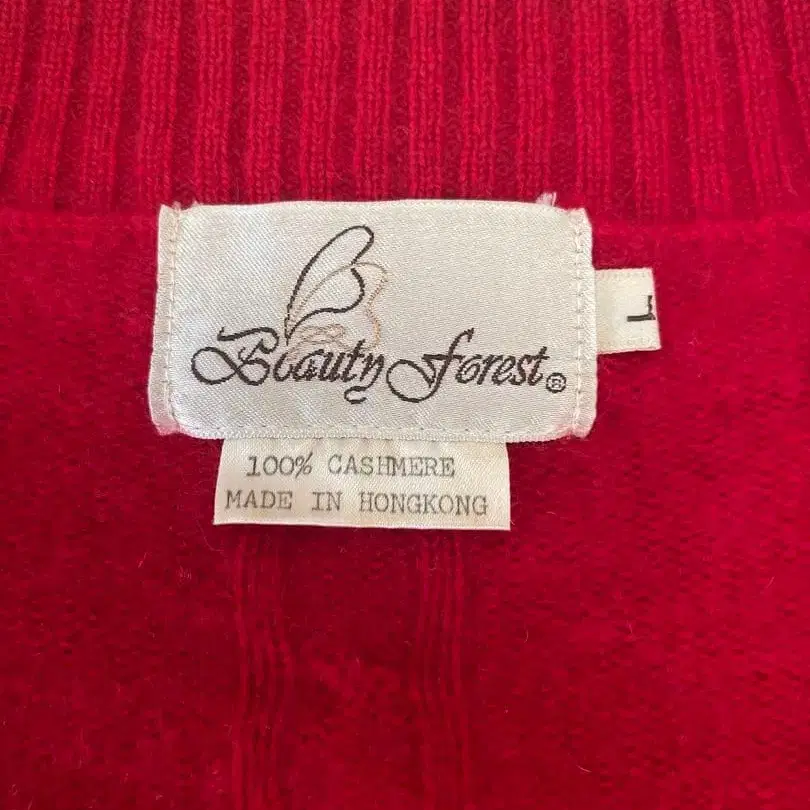 Beauty Forest®
L
100% CASHMERE
MADE IN HONGKONG